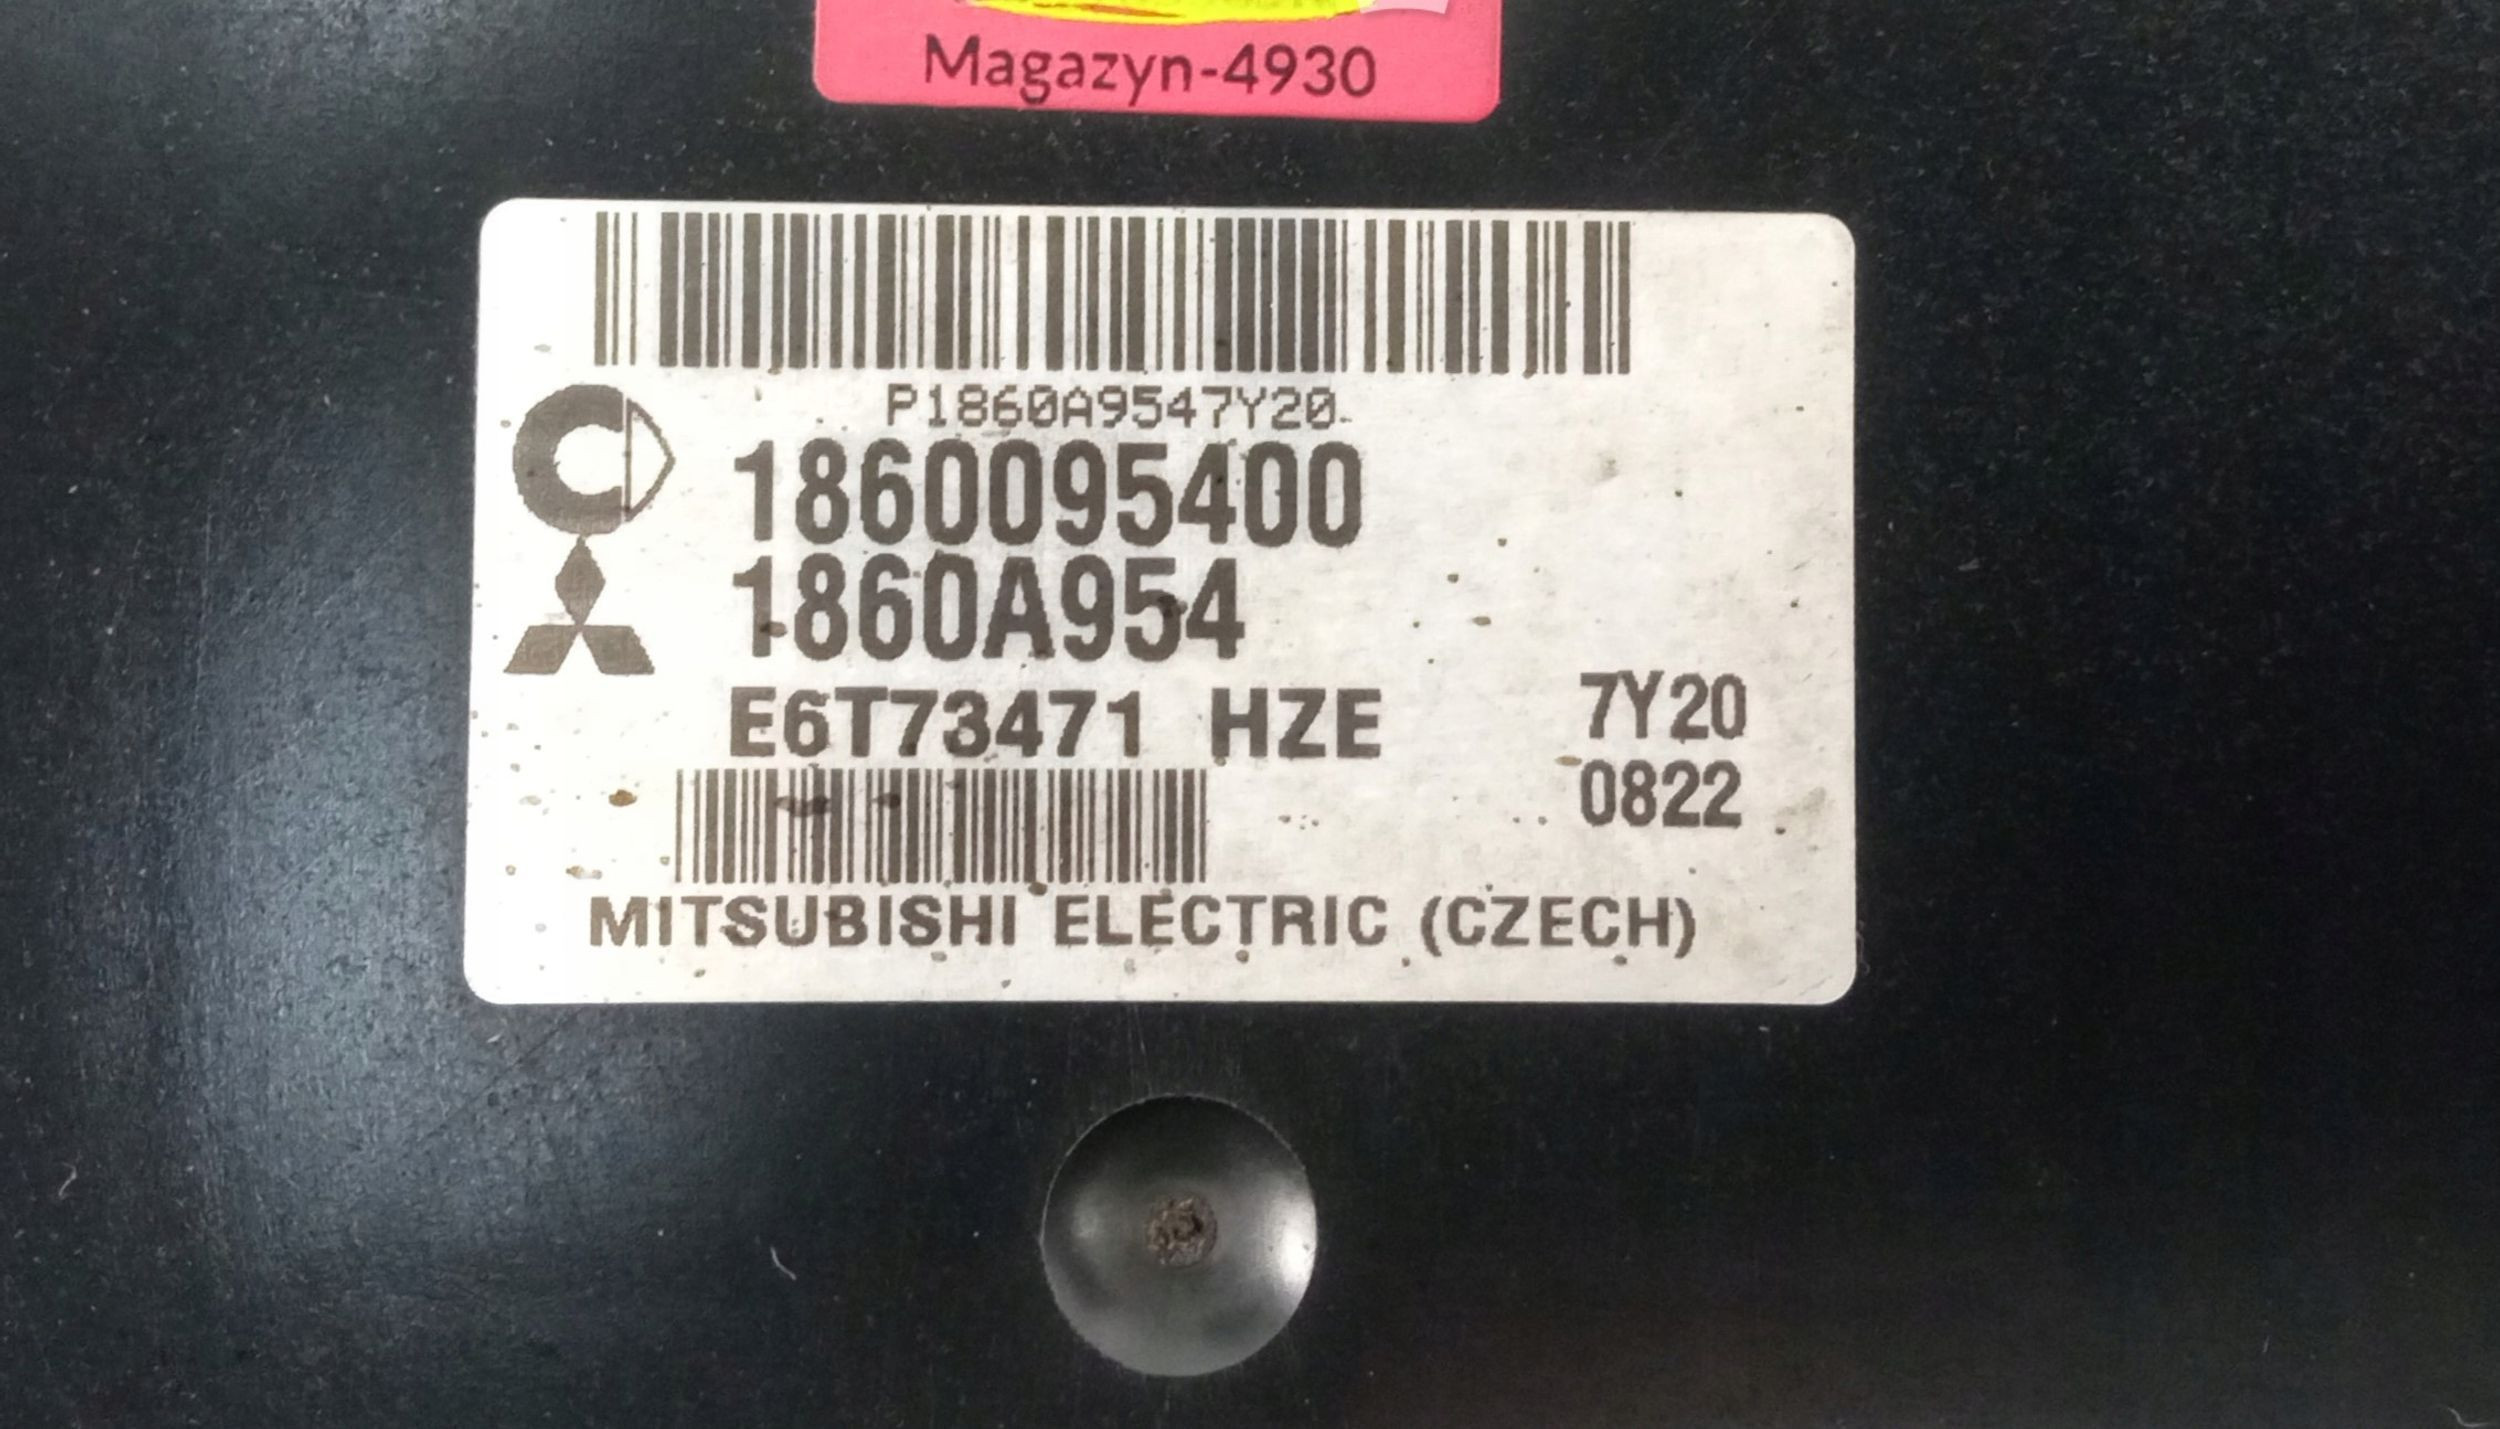 Magazyn-4930
P1860A9547Y20
1860095400
1860A954
E6T73471 HZE
7Y20
0822
MITSUBISHI ELECTRIC (CZECH)